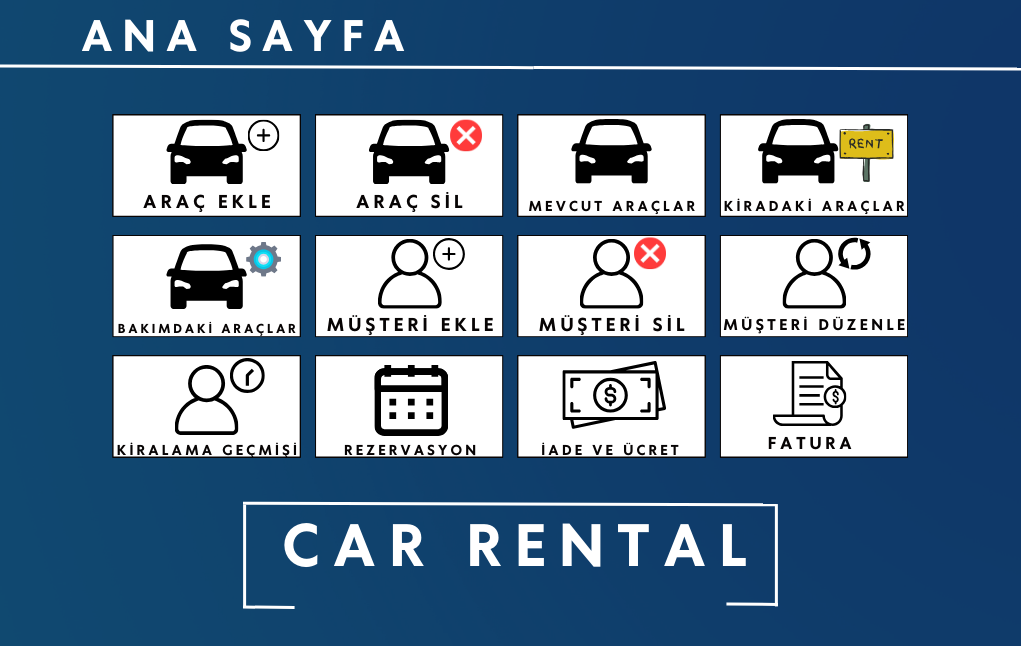 ANA SAYFA
ARAÇ EKLE
ARAÇ SİL
MEVCUT ARAÇLAR
RENT
KİRADAKİ ARAÇLAR
BAKIMDAKİ ARAÇLAR
MÜŞTERİ EKLE
MÜŞTERİ SİL
MÜŞTERİ DÜZENLE
KİRALAMA GEÇMİŞİ
REZERVASYON
$
İADE VE ÜCRET
$
FATURA
CAR RENTAL